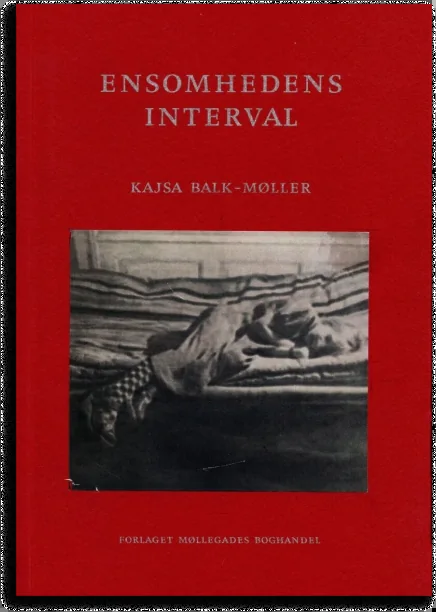 ENSOMHEDENS
INTERVAL
KAJSA BALK-MØLLER
FORLAGET MØLLEGADES BOGHANDEL